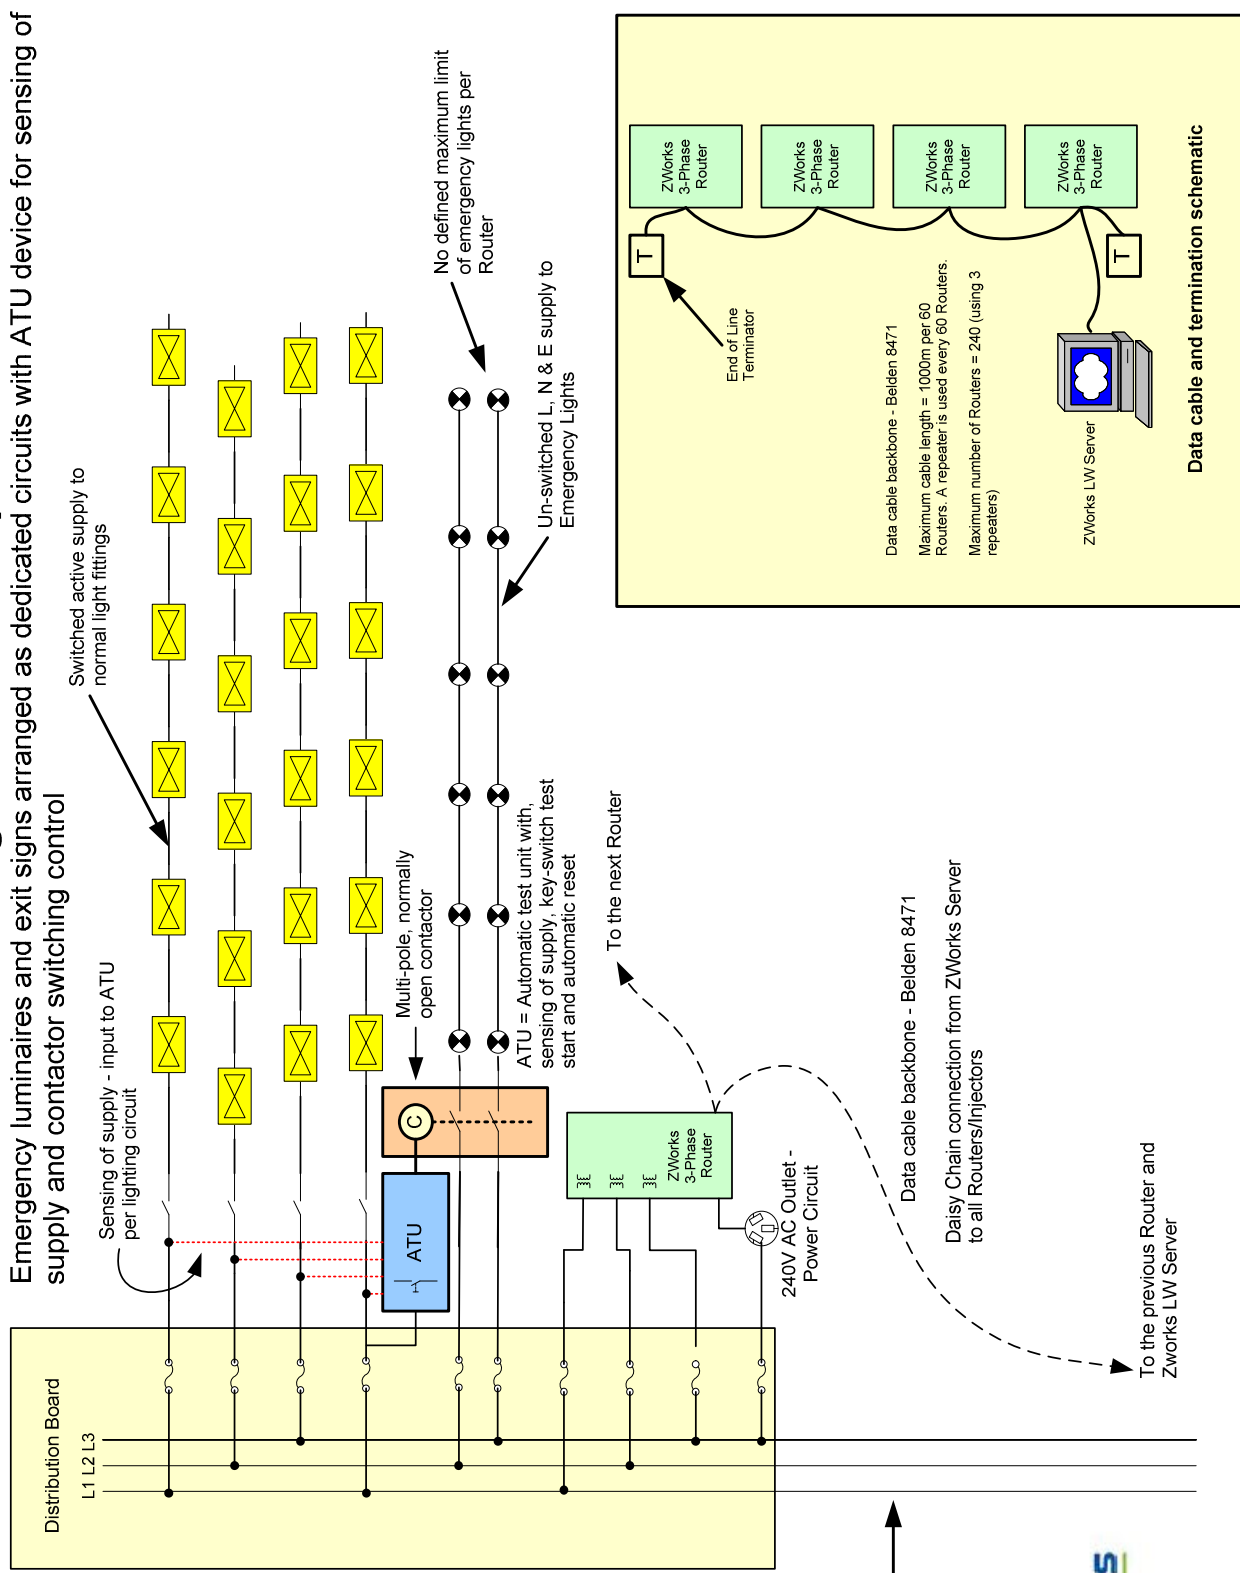 Emergency luminaires and exit signs arranged as dedicated circuits with ATU device for sensing of
supply and contactor switching control
Switched active supply to
normal light fittings
Sensing of supply - input to ATU
per lighting circuit
Distribution Board
L1 L2 L3
ATU
C
Multi-pole, normally
open contactor
No defined maximum limit
of emergency lights per
Router
Un-switched L, N & E supply to
Emergency Lights
ATU = Automatic test unit with,
sensing of supply, key-switch test
start and automatic reset
To the next Router
ZWorks
3-Phase
Router
240V AC Outlet -
Power Circuit
Data cable backbone - Belden 8471
Daisy Chain connection from ZWorks Server
to all Routers/Injectors
To the previous Router and
Zworks LW Server
T
ZWorks
3-Phase
Router
ZWorks
3-Phase
Router
ZWorks
3-Phase
Router
ZWorks
3-Phase
Router
T
End of Line
Terminator
Data cable backbone - Belden 8471
Maximum cable length = 1000m per 60
Routers. A repeater is used every 60 Routers.
Maximum number of Routers = 240 (using 3
repeaters)
ZWorks LW Server
Data cable and termination schematic